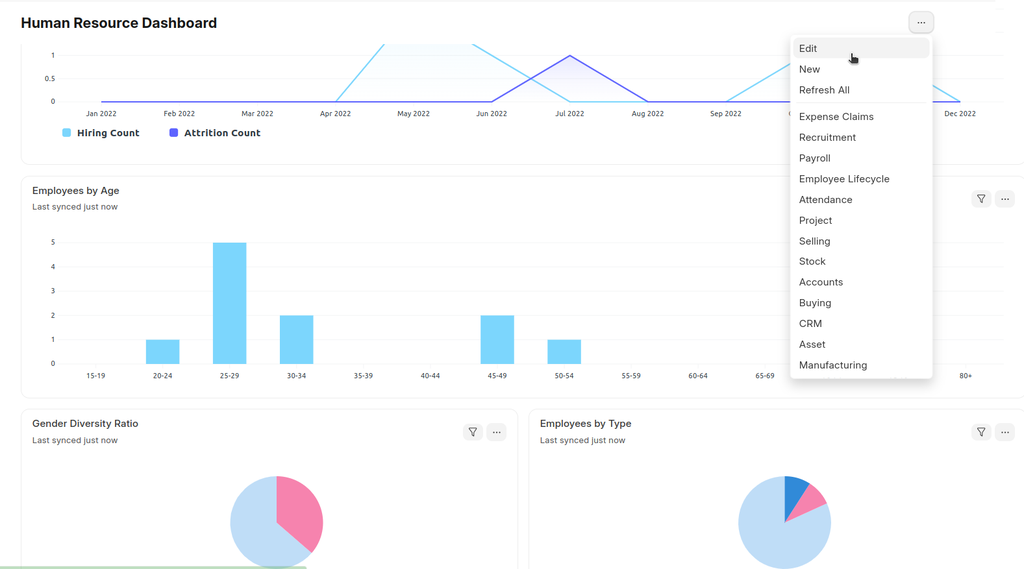 Human Resource Dashboard
...
Edit
New
Refresh All
Expense Claims
Recruitment
Payroll
Employee Lifecycle
Attendance
Project
Selling
Stock
Accounts
Buying
CRM
Asset
Manufacturing
1
0.5
0
Jan 2022 Feb 2022 Mar 2022 Apr 2022 May 2022 Jun 2022 Jul 2022 Aug 2022 Sep 2022 Dec 2022
Hiring Count Attrition Count
Employees by Age
Last synced just now
...
5
4
3
2
1
0
15-19 20-24 25-29 30-34 35-39 40-44 45-49 50-54 55-59 60-64 65-69 80+
Gender Diversity Ratio
Last synced just now
...
Employees by Type
Last synced just now
...